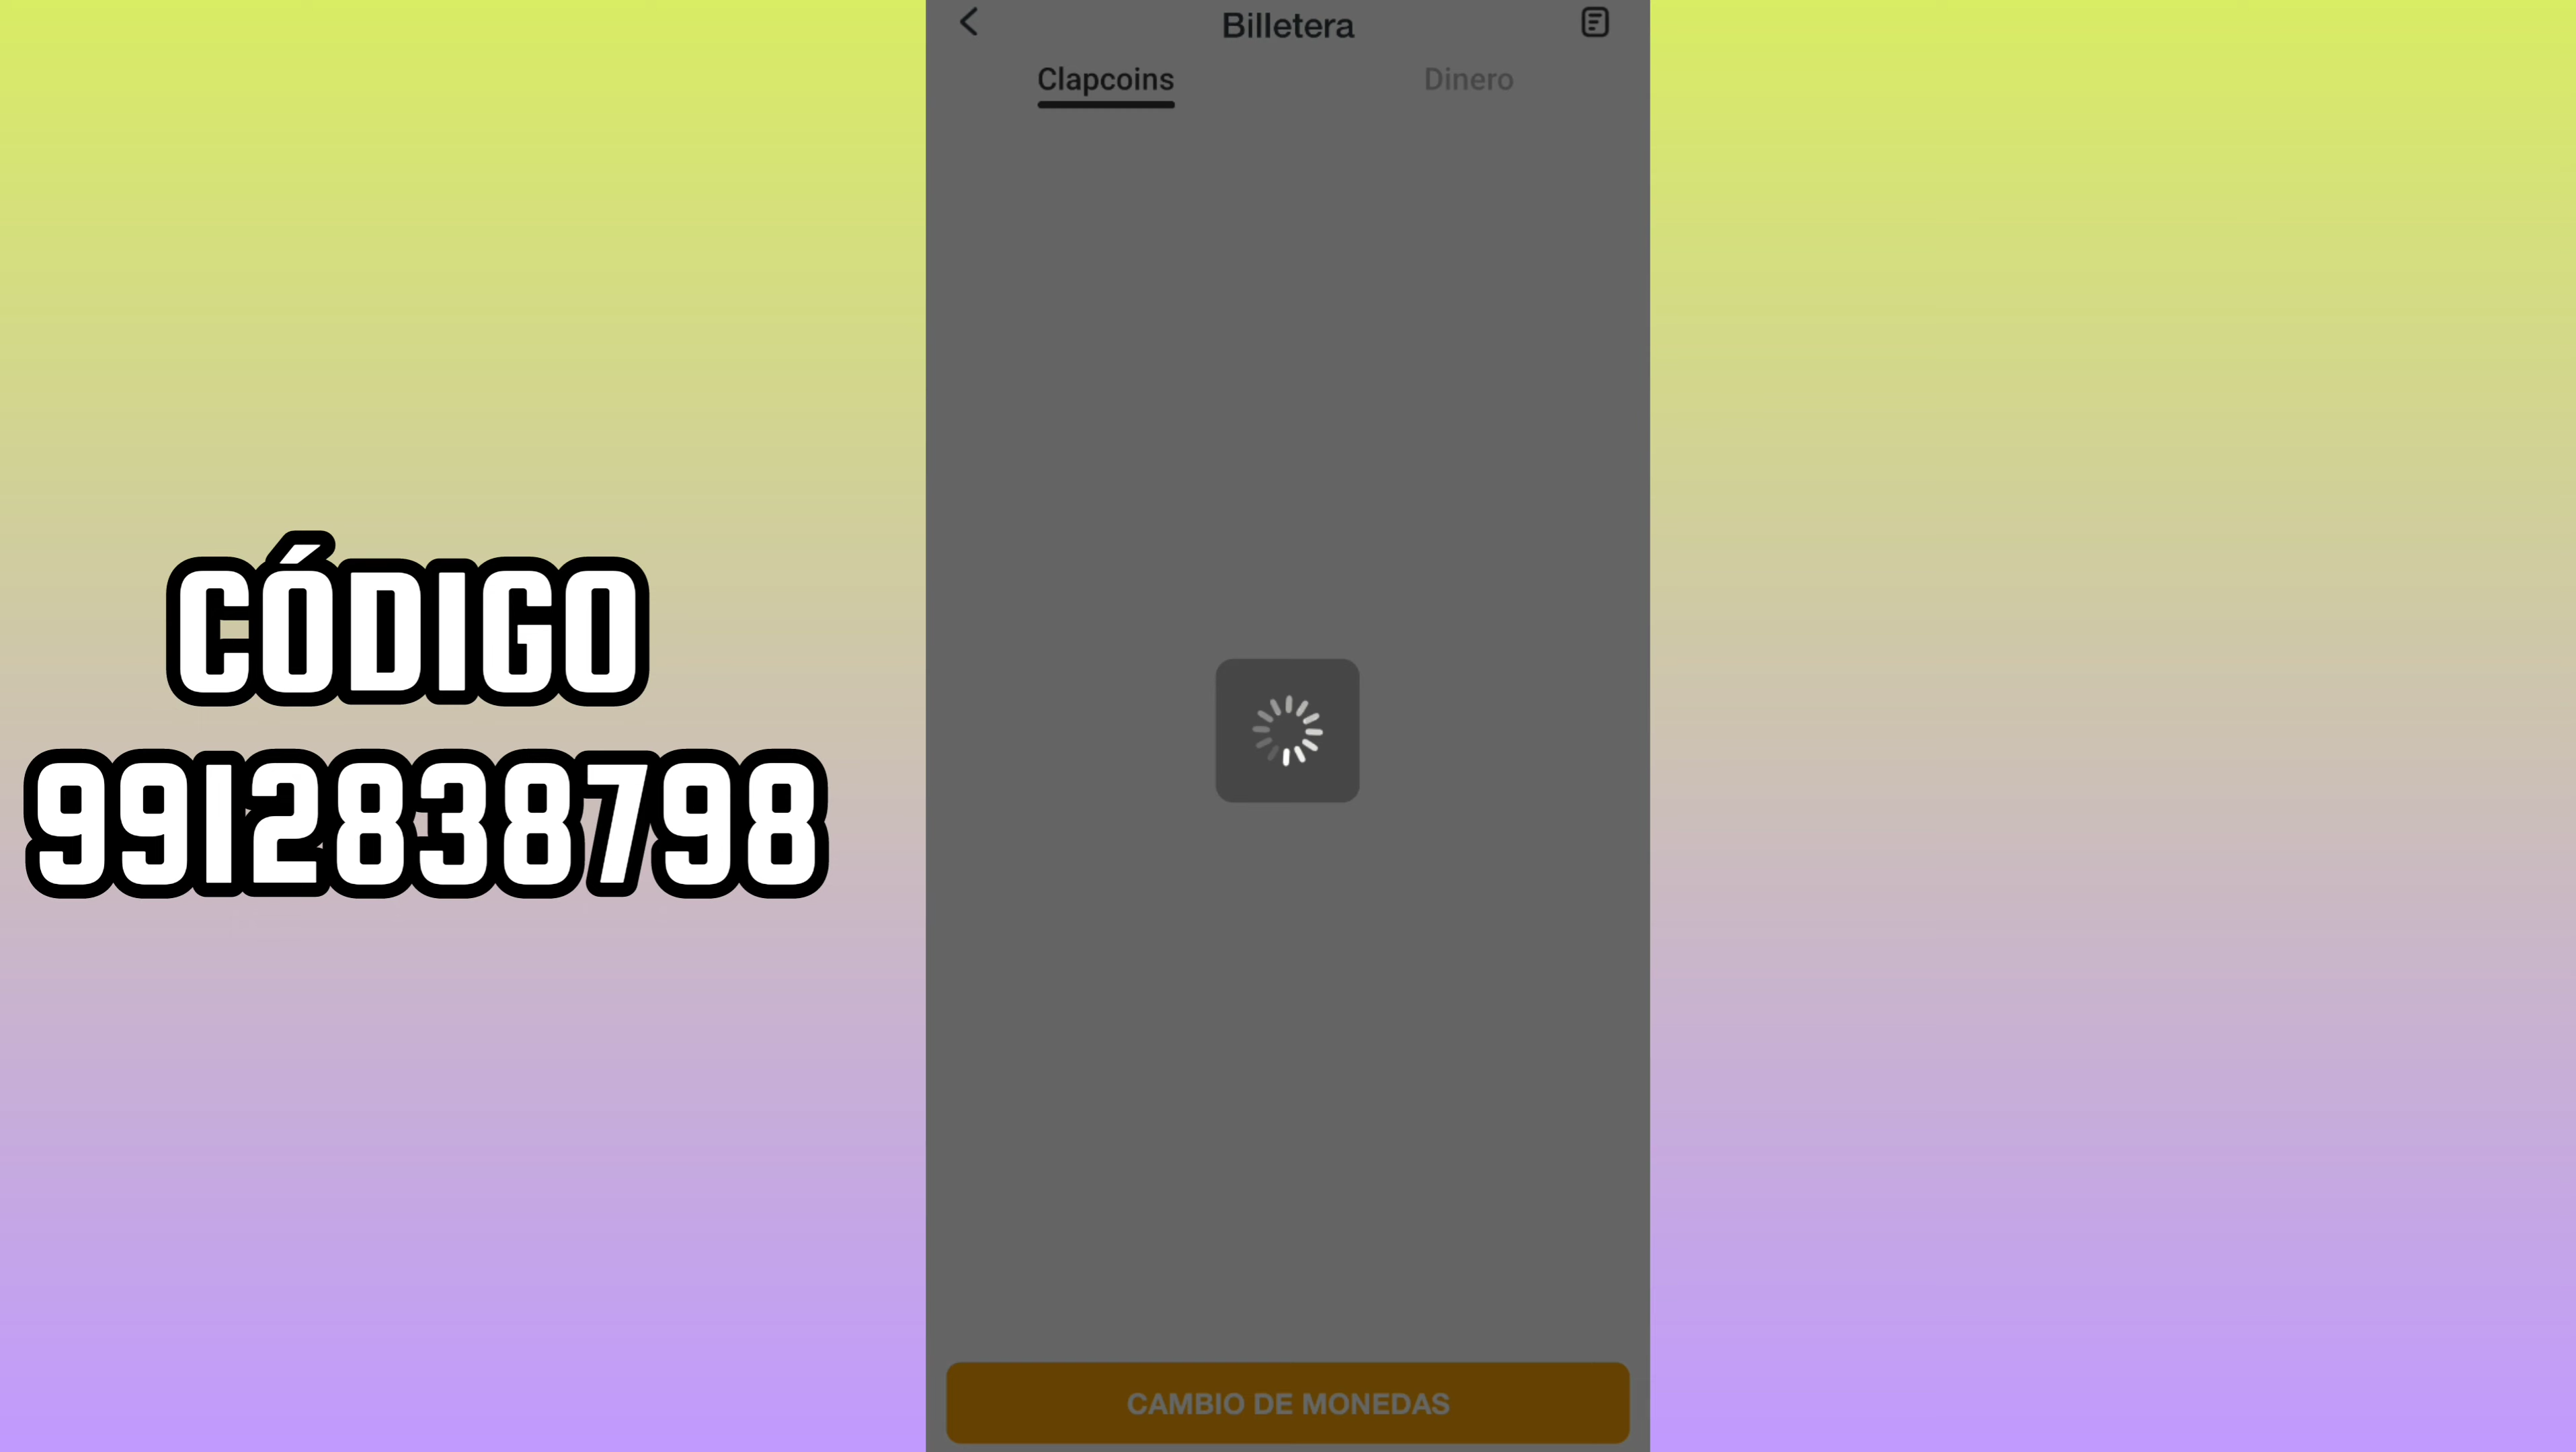 Billetera
Clapcoins
Dinero
CÓDIGO
9912838798
CAMBIO DE MONEDAS